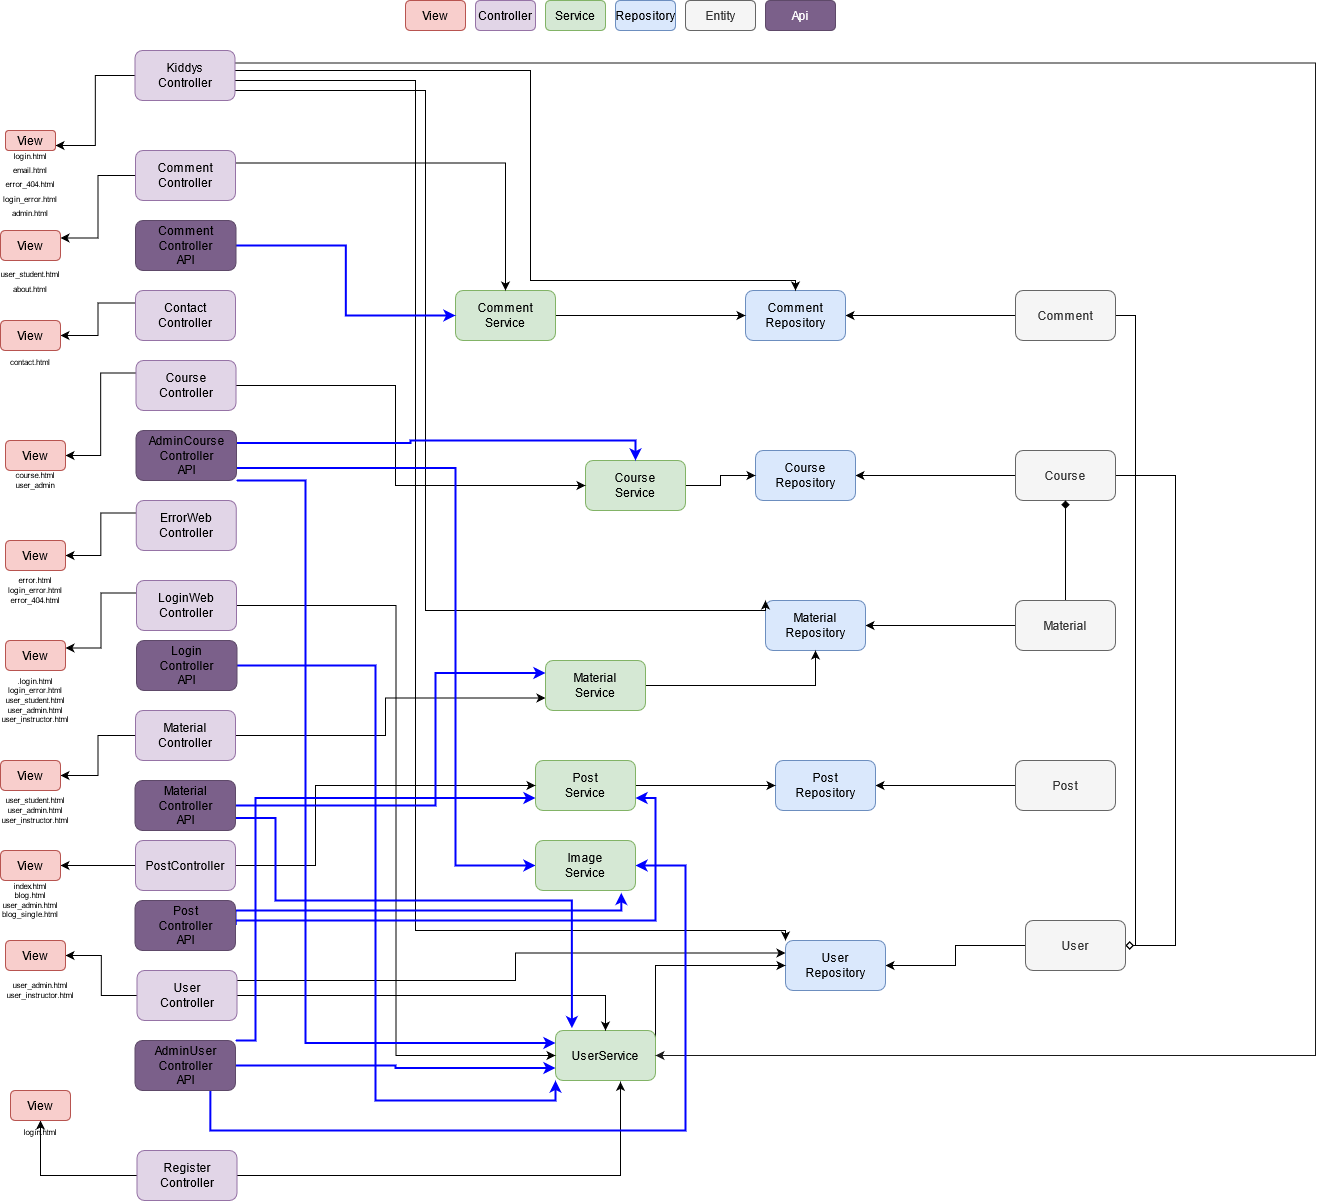 View
Controller
Service
Repository
Entity
Api
Kiddys
Controller
View
login.html
email.html
error_404.html
login_error.html
admin.html
Comment
Controller
View
user_student.html
about.html
Comment
Controller
API
Contact
Controller
View
contact.html
Comment
Service
Comment
Repository
Comment
Course
Controller
View
course.html
user_admin
AdminCourse
Controller
API
Course
Service
Course
Repository
Course
ErrorWeb
Controller
View
error.html
login_error.html
error_404.html
LoginWeb
Controller
View
.login.html
login_error.html
user_student.html
user_admin.html
user_instructor.html
Login
Controller
API
Material
Repository
Material
Material
Service
Material
Controller
View
user_student.html
user_admin.html
user_instructor.html
Material
Controller
API
Post
Service
Post
Repository
Post
PostController
View
index.html
blog.html
user_admin.html
blog_single.html
Image
Service
Post
Controller
API
View
user_admin.html
user_instructor.html
User
Controller
User
Repository
User
AdminUser
Controller
API
UserService
View
login.html
Register
Controller